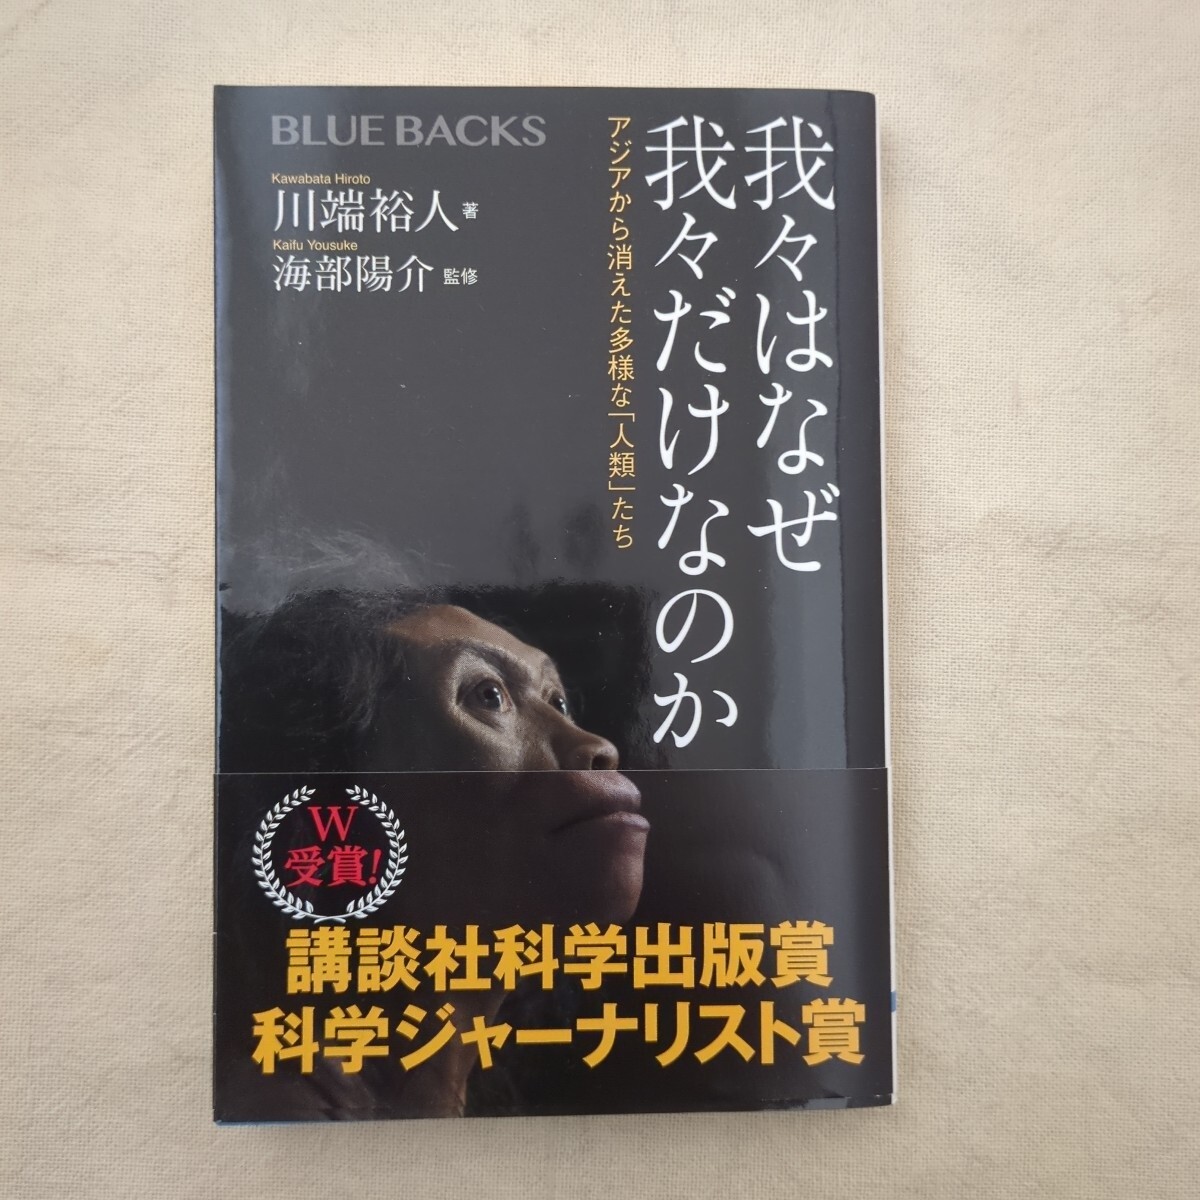 BLUE BACKS
我々はなぜ
我々だけなのか
アジアから消えた多様な「人類」たち
Kawabata Hiroto
川端裕人 著
Kaifu Yousuke
海部陽介 監修
W
受賞!
講談社科学出版賞
科学ジャーナリスト賞